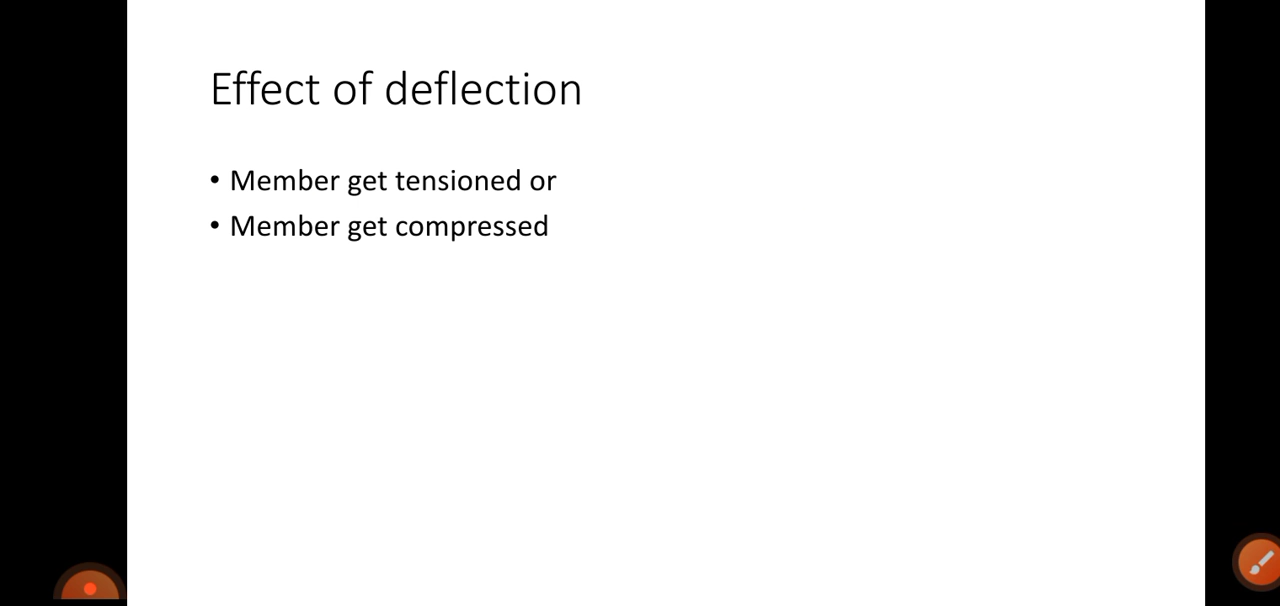 Effect of deflection
• Member get tensioned or
• Member get compressed